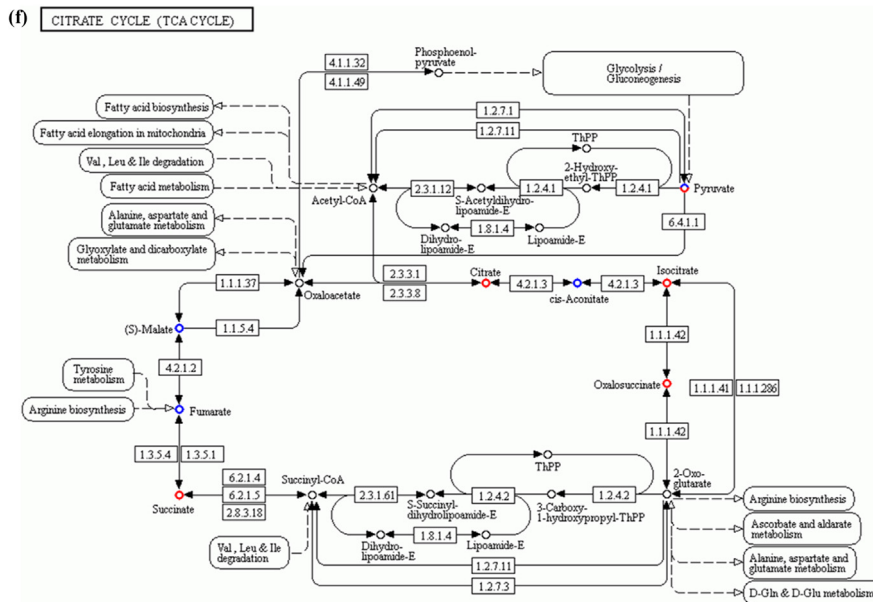 (f)
CITRATE CYCLE (TCA CYCLE)
Phosphoenol-
pyruvate
4.1.1.32
4.1.1.49
Glycolysis /
Gluconeogenesis
Fatty acid biosynthesis
Fatty acid elongation in mitochondria
Val, Leu & Ile degradation
Fatty acid metabolism
Alanine, aspartate and
glutamate metabolism
Glyoxylate and dicarboxylate
metabolism
1.2.7.1
1.2.7.11
ThPP
2-Hydroxy-
ethyl-ThPP
Acetyl-CoA
2.3.1.12
S-Acetyldihydro-
lipoamide-E
1.2.4.1
1.2.4.1
Pyruvate
Dihydro-
lipoamide-E
1.8.1.4
Lipoamide-E
6.4.1.1
1.1.1.37
Oxaloacetate
2.3.3.1
2.3.3.8
Citrate
4.2.1.3
cis-Aconitate
4.2.1.3
Isocitrate
(S)-Malate
1.1.5.4
1.1.1.42
4.2.1.2
Tyrosine
metabolism
Arginine biosynthesis
Fumarate
Oxalosuccinate
1.1.1.41
1.1.1.286
1.1.1.42
1.3.5.4
1.3.5.1
Succinate
6.2.1.4
6.2.1.5
2.8.3.18
Succinyl-CoA
2.3.1.61
S-Succinyl-
dihydrolipoamide-E
1.2.4.2
ThPP
3-Carboxy-
1-hydroxypropyl-ThPP
1.2.4.2
2-Oxo-
glutarate
Val, Leu & Ile
degradation
Dihydro-
lipoamide-E
1.8.1.4
Lipoamide-E
1.2.7.11
1.2.7.3
Arginine biosynthesis
Ascorbate and aldarate
metabolism
Alanine, aspartate and
glutamate metabolism
D-Gln & D-Glu metabolism